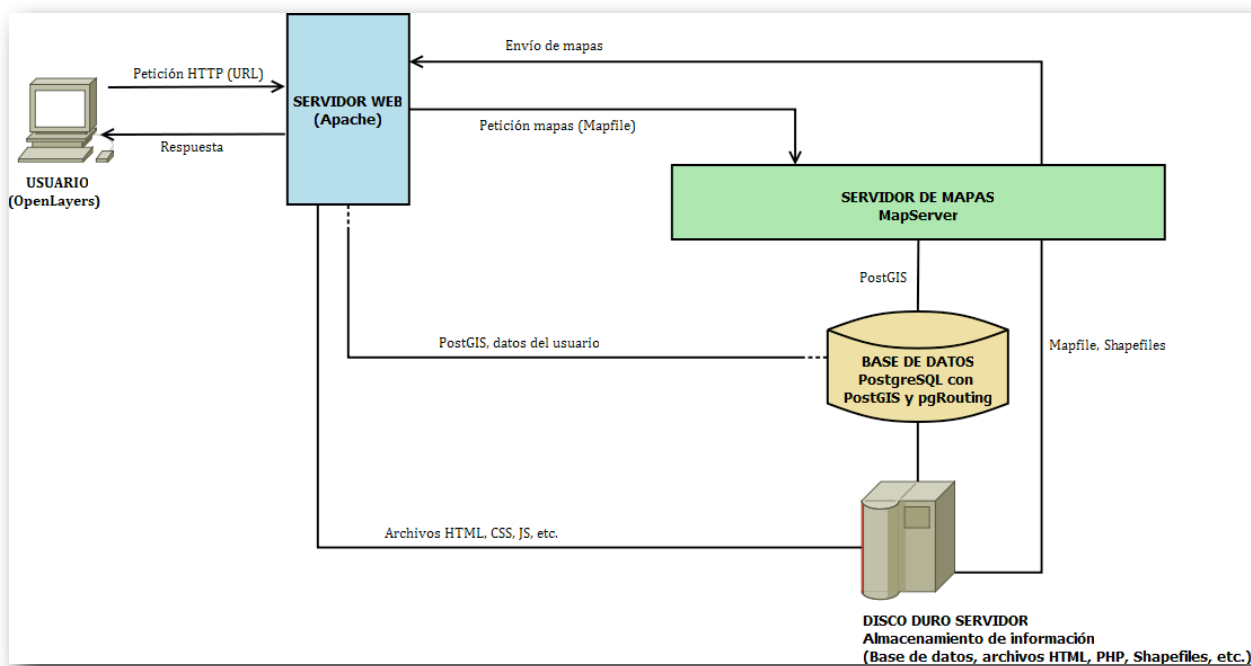 Envío de mapas
Petición HTTP (URL)
SERVIDOR WEB
(Apache)
Petición mapas (Mapfile)
Respuesta
USUARIO
(OpenLayers)
SERVIDOR DE MAPAS
MapServer
PostGIS
PostGIS, datos del usuario
Mapfile, Shapefiles
BASE DE DATOS
PostgreSQL con
PostGIS y pgRouting
Archivos HTML, CSS, JS, etc.
DISCO DURO SERVIDOR
Almacenamiento de información
(Base de datos, archivos HTML, PHP, Shapefiles, etc.)